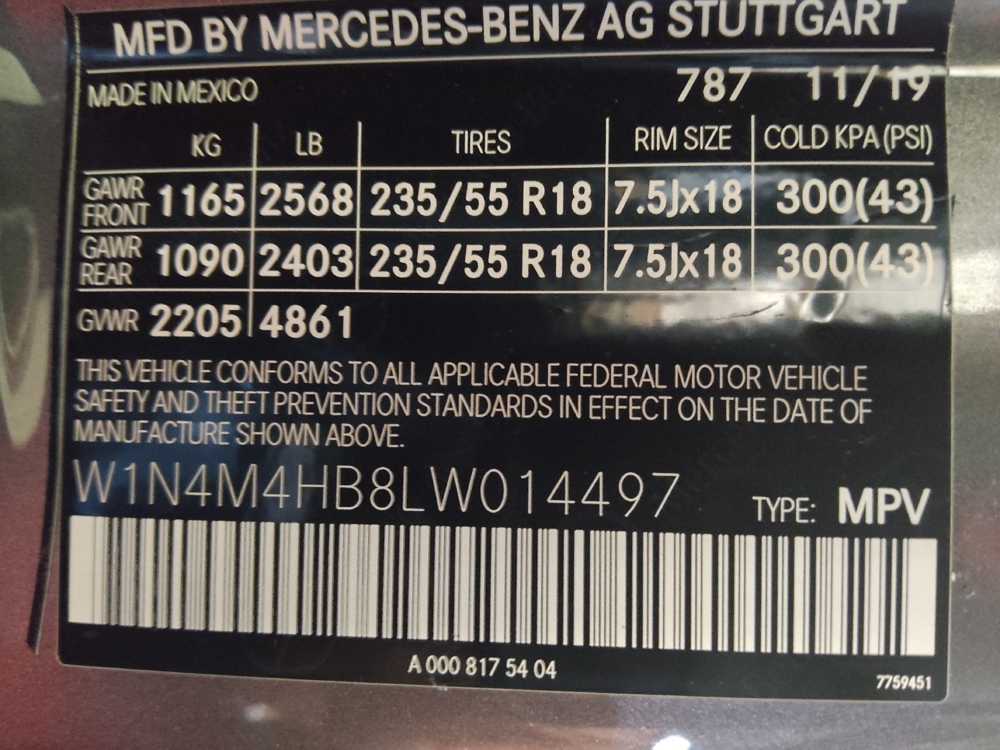 MFD BY MERCEDES-BENZ AG STUTTGART
MADE IN MEXICO 787 11/19
KG LB TIRES RIM SIZE COLD KPA (PSI)
GAWR FRONT 1165 2568 235/55 R18 7.5Jx18 300(43)
GAWR REAR 1090 2403 235/55 R18 7.5Jx18 300(43)
GVWR 2205 4861
THIS VEHICLE CONFORMS TO ALL APPLICABLE FEDERAL MOTOR VEHICLE
SAFETY AND THEFT PREVENTION STANDARDS IN EFFECT ON THE DATE OF
MANUFACTURE SHOWN ABOVE.
W1N4M4HB8LW014497 TYPE: MPV
A 000 817 54 04
7759451